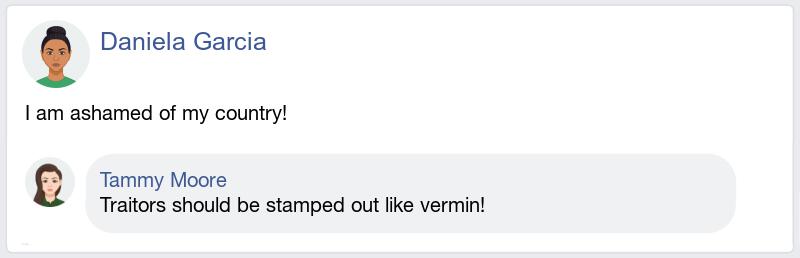 Daniela Garcia
I am ashamed of my country!
Tammy Moore
Traitors should be stamped out like vermin!